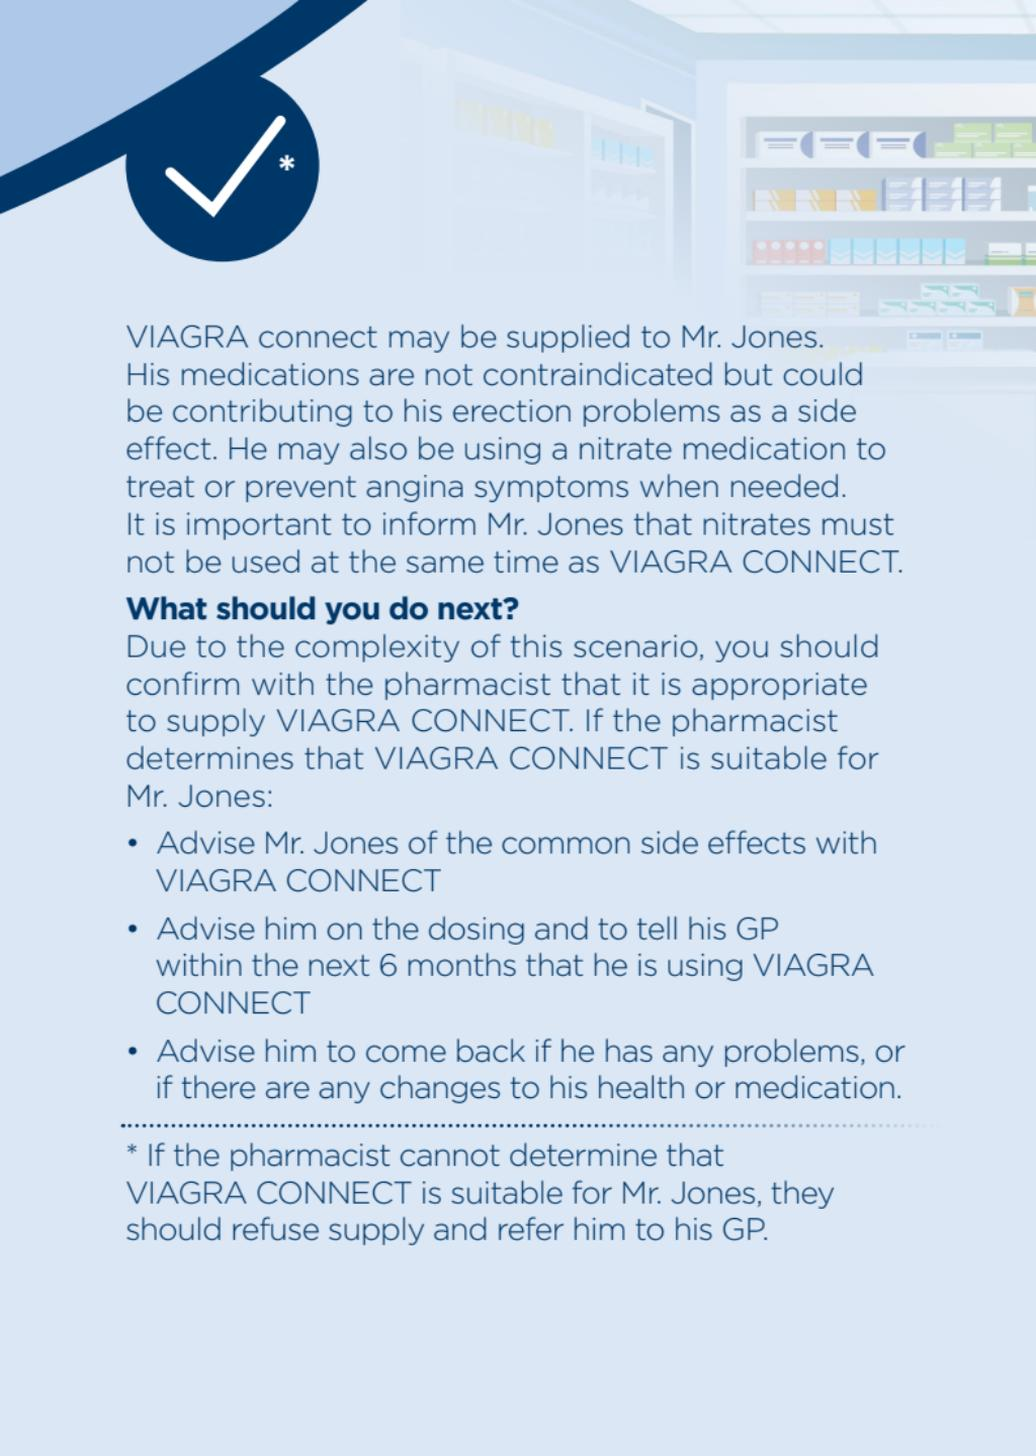 *
VIAGRA connect may be supplied to Mr. Jones.
His medications are not contraindicated but could
be contributing to his erection problems as a side
effect. He may also be using a nitrate medication to
treat or prevent angina symptoms when needed.
It is important to inform Mr. Jones that nitrates must
not be used at the same time as VIAGRA CONNECT.
What should you do next?
Due to the complexity of this scenario, you should
confirm with the pharmacist that it is appropriate
to supply VIAGRA CONNECT. If the pharmacist
determines that VIAGRA CONNECT is suitable for
Mr. Jones:
• Advise Mr. Jones of the common side effects with
VIAGRA CONNECT
• Advise him on the dosing and to tell his GP
within the next 6 months that he is using VIAGRA
CONNECT
• Advise him to come back if he has any problems, or
if there are any changes to his health or medication.
* If the pharmacist cannot determine that
VIAGRA CONNECT is suitable for Mr. Jones, they
should refuse supply and refer him to his GP.